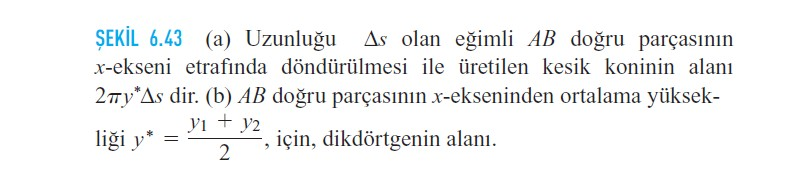 ŞEKİL 6.43 (a) Uzunluğu Δs olan eğimli AB doğru parçasının
x-ekseni etrafında döndürülmesi ile üretilen kesik koninin alanı
2πy*Δs dir. (b) AB doğru parçasının x-ekseninden ortalama yüksek-
liği y* = (y₁ + y₂)/2, için, dikdörtgenin alanı.